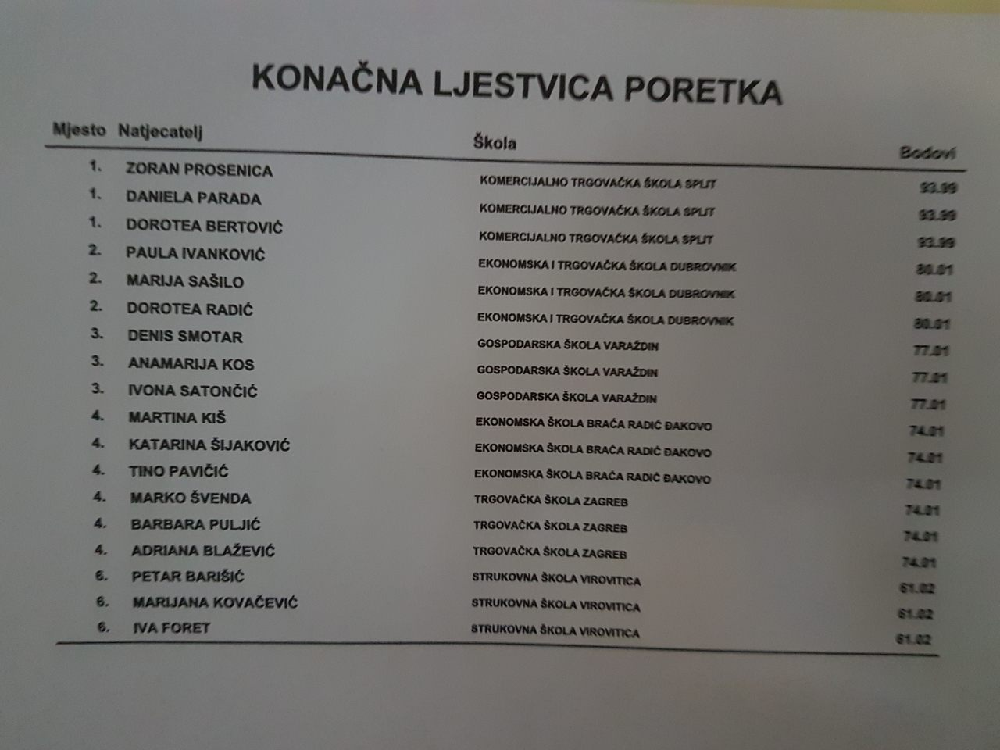 KONAČNA LJESTVICA PORETKA
Mjesto Natjecatelj Škola Bodovi
1. ZORAN PROSENICA KOMERCIJALNO TRGOVAČKA ŠKOLA SPLIT 93.99
1. DANIELA PARADA KOMERCIJALNO TRGOVAČKA ŠKOLA SPLIT 93.99
1. DOROTEA BERTOVIĆ KOMERCIJALNO TRGOVAČKA ŠKOLA SPLIT 93.99
2. PAULA IVANKOVIĆ EKONOMSKA I TRGOVAČKA ŠKOLA DUBROVNIK 80.01
2. MARIJA SAŠILO EKONOMSKA I TRGOVAČKA ŠKOLA DUBROVNIK 80.01
2. DOROTEA RADIĆ EKONOMSKA I TRGOVAČKA ŠKOLA DUBROVNIK 80.01
3. DENIS SMOTAR GOSPODARSKA ŠKOLA VARAŽDIN 77.01
3. ANAMARIJA KOS GOSPODARSKA ŠKOLA VARAŽDIN 77.01
3. IVONA SATONČIĆ GOSPODARSKA ŠKOLA VARAŽDIN 77.01
4. MARTINA KIŠ EKONOMSKA ŠKOLA BRAĆA RADIĆ ĐAKOVO 74.01
4. KATARINA ŠIJAKOVIĆ EKONOMSKA ŠKOLA BRAĆA RADIĆ ĐAKOVO 74.01
4. TINO PAVIČIĆ EKONOMSKA ŠKOLA BRAĆA RADIĆ ĐAKOVO 74.01
4. MARKO ŠVENDA TRGOVAČKA ŠKOLA ZAGREB 74.01
4. BARBARA PULJIĆ TRGOVAČKA ŠKOLA ZAGREB 74.01
4. ADRIANA BLAŽEVIĆ TRGOVAČKA ŠKOLA ZAGREB 74.01
6. PETAR BARIŠIĆ STRUKOVNA ŠKOLA VIROVITICA 61.02
6. MARIJANA KOVAČEVIĆ STRUKOVNA ŠKOLA VIROVITICA 61.02
6. IVA FORET STRUKOVNA ŠKOLA VIROVITICA 61.02